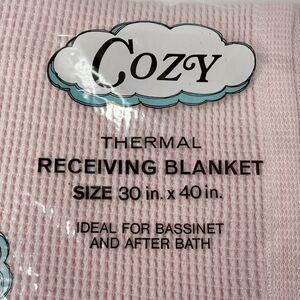 COZY
THERMAL
RECEIVING BLANKET
SIZE 30 in. x 40 in.
IDEAL FOR BASSINET
AND AFTER BATH